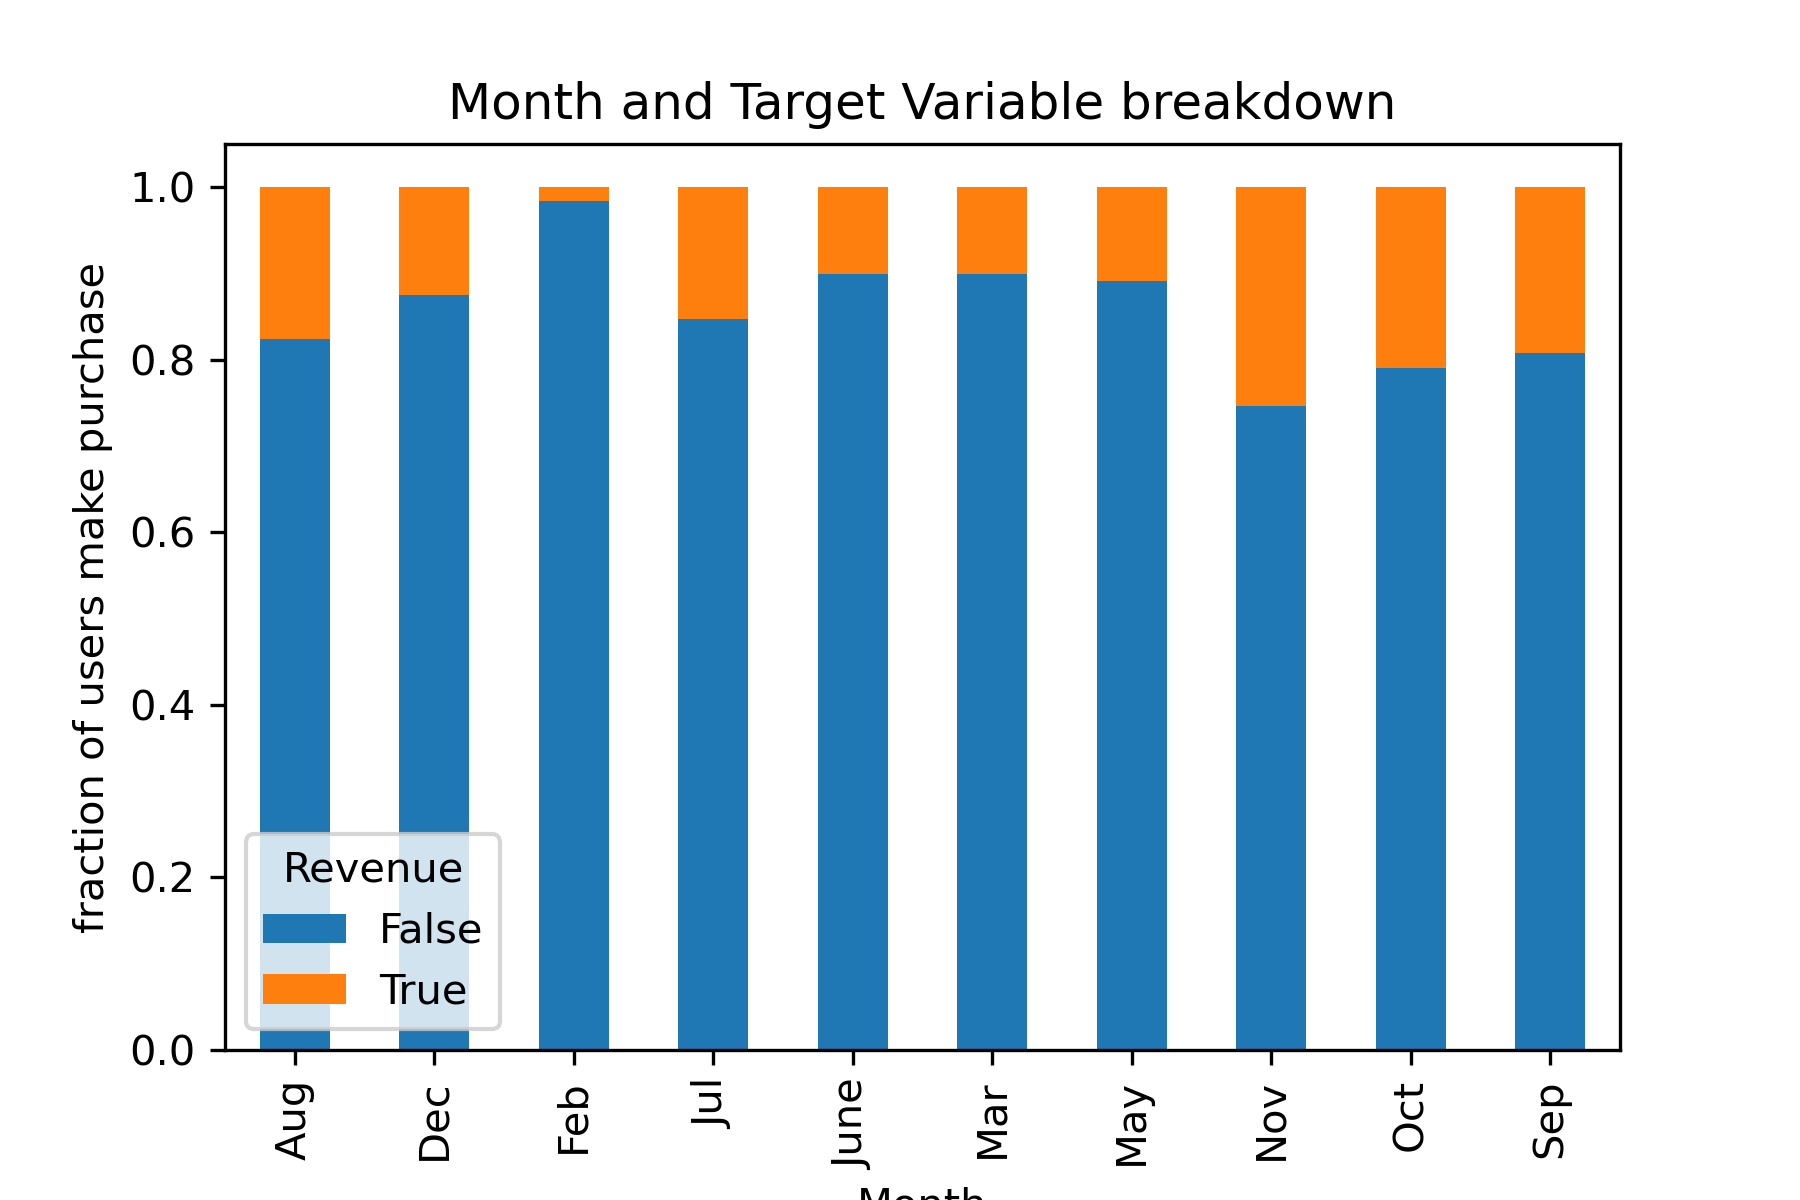 Month and Target Variable breakdown
fraction of users make purchase
1.0
0.8
0.6
0.4
0.2
0.0
Revenue
False
True
Aug
Dec
Feb
Jul
June
Mar
May
Nov
Oct
Sep
Month